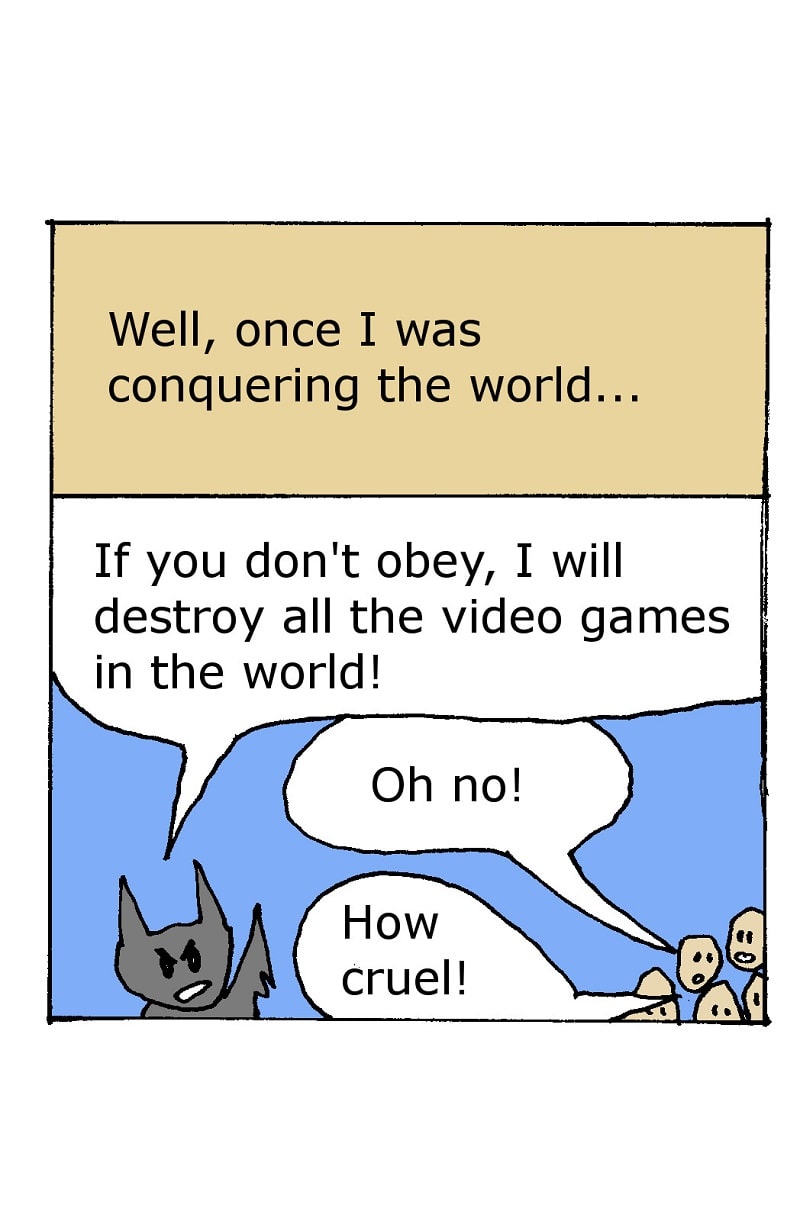 Well, once I was
conquering the world...
If you don't obey, I will
destroy all the video games
in the world!
Oh no!
How
cruel!